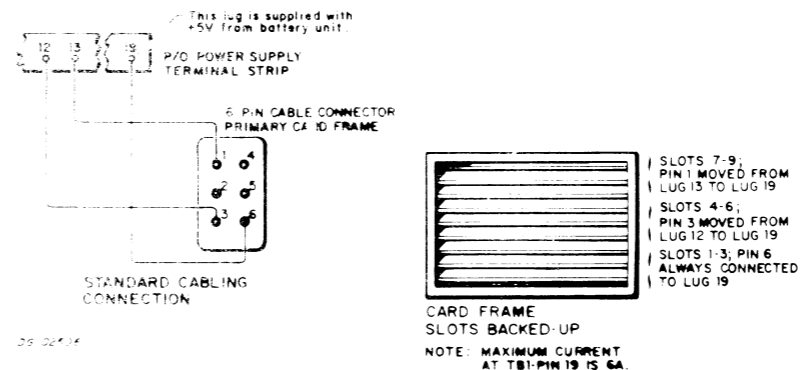 This lug is supplied with
+5V from battery unit.
12 13 19
P/O POWER SUPPLY
TERMINAL STRIP
6 PIN CABLE CONNECTOR
PRIMARY CARD FRAME
1 4
2 5
3 6
STANDARD CABLING
CONNECTION
SLOTS 7-9;
PIN 1 MOVED FROM
LUG 13 TO LUG 19
SLOTS 4-6;
PIN 3 MOVED FROM
LUG 12 TO LUG 19
SLOTS 1-3; PIN 6
ALWAYS CONNECTED
TO LUG 19
CARD FRAME
SLOTS BACKED-UP
NOTE: MAXIMUM CURRENT
AT TB1-PIN 19 IS 6A.